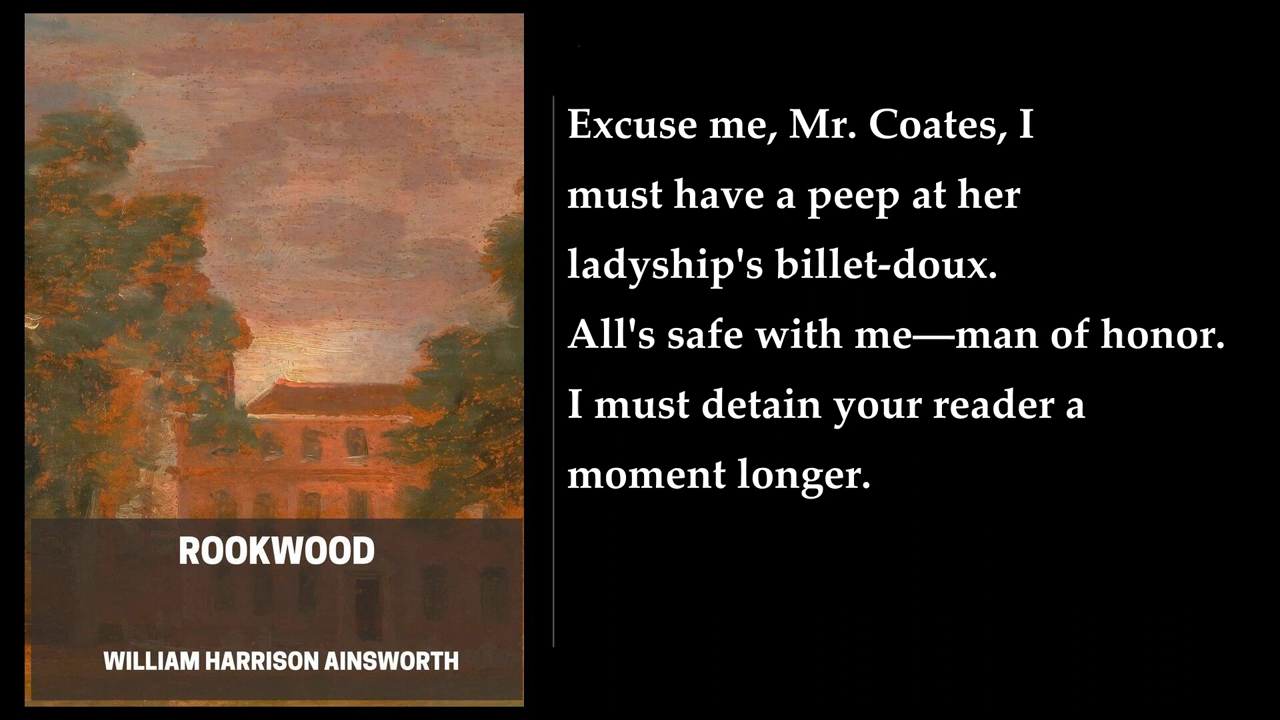 ROOKWOOD
WILLIAM HARRISON AINSWORTH
Excuse me, Mr. Coates, I
must have a peep at her
ladyship's billet-doux.
All's safe with me—man of honor.
I must detain your reader a
moment longer.